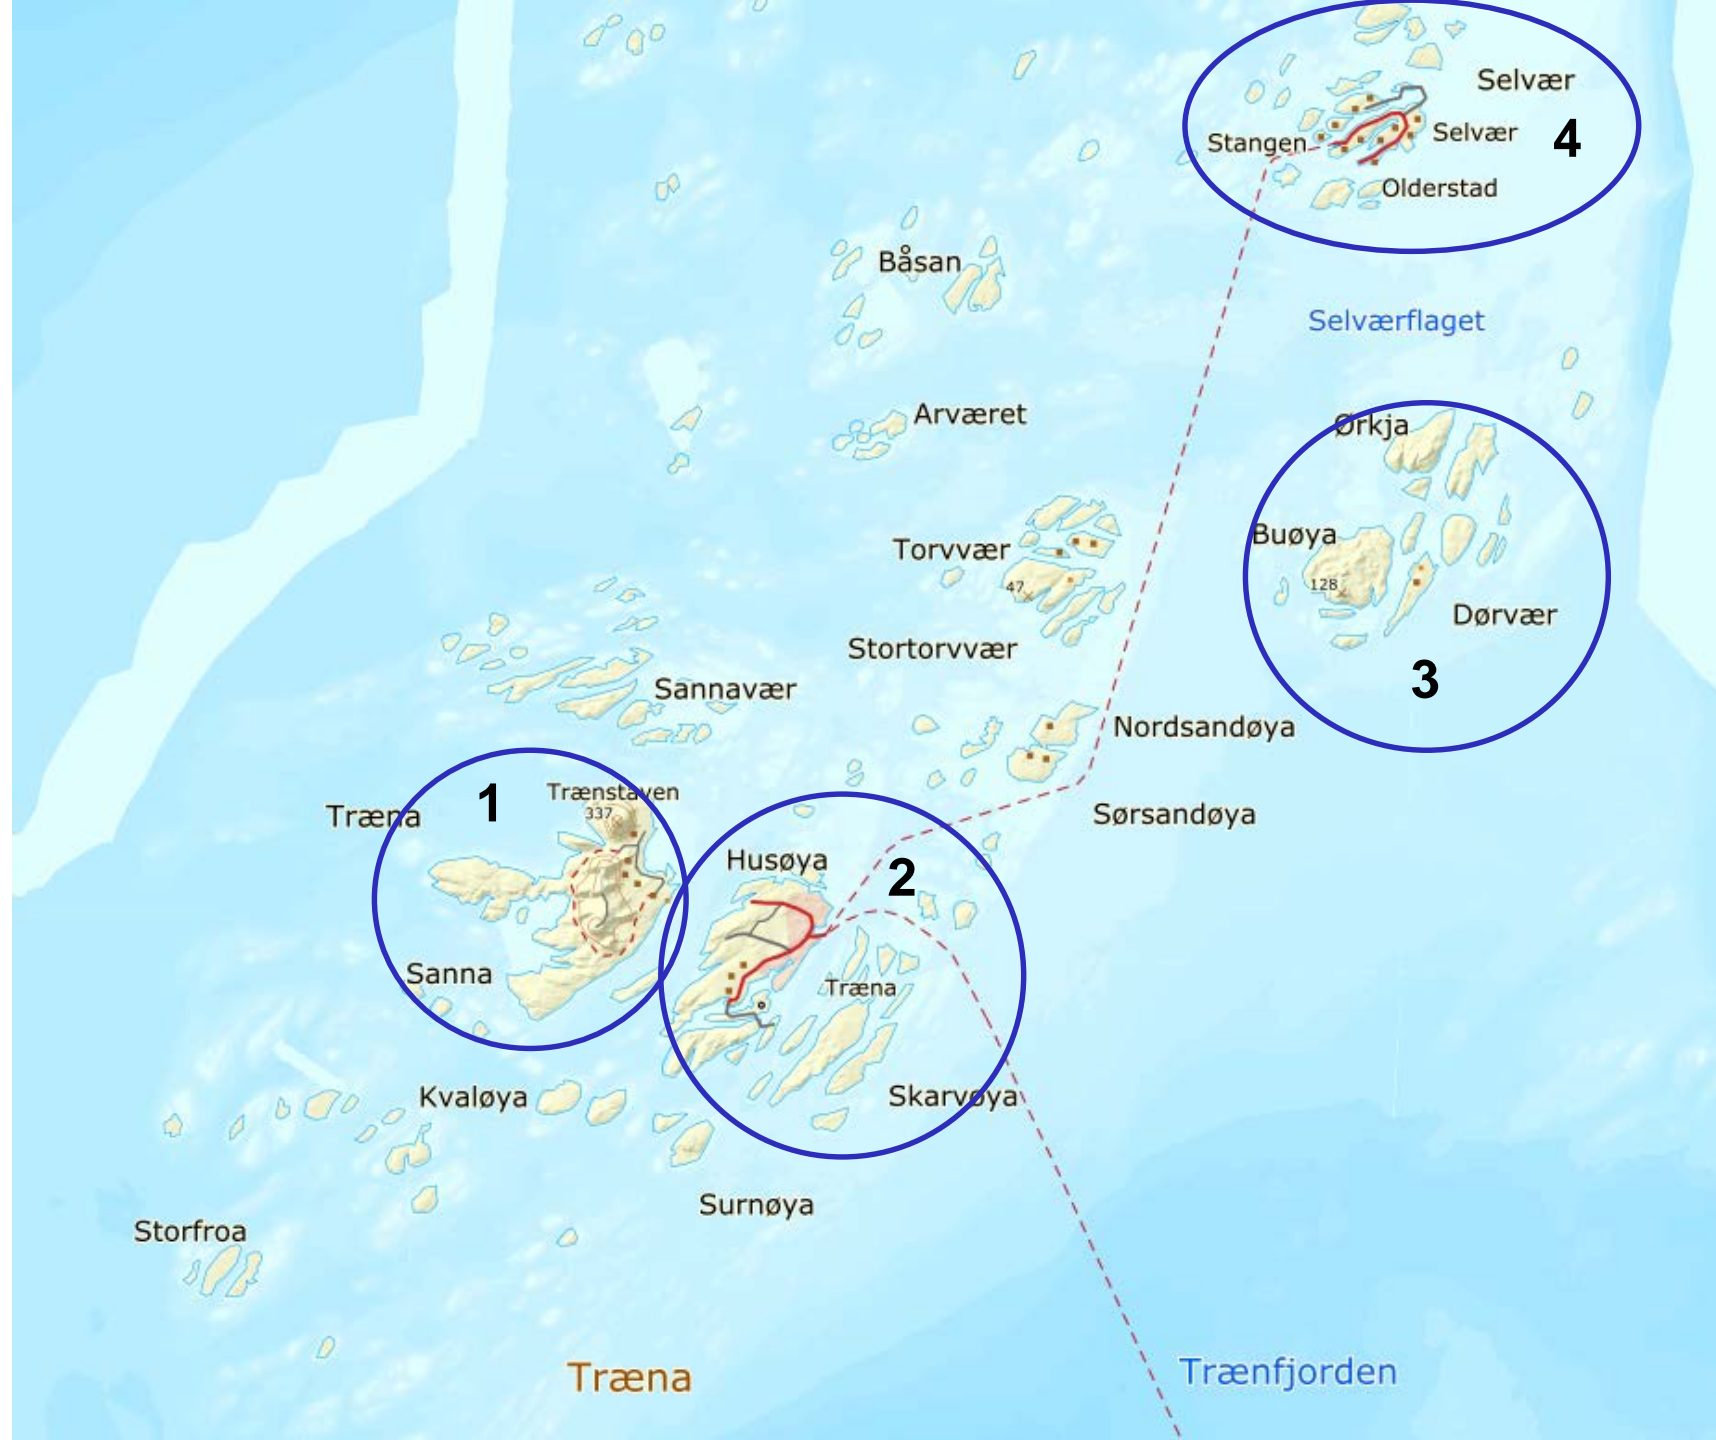 Selvær
Stangen
Selvær
4
Olderstad
Båsan
Selværflaget
Arværet
Ørkja
Torvvær
Buøya
47
128
Dørvær
Stortorvvær
3
Sannavær
Nordsandøya
1
Trænstaven
Træna
337
Sørsandøya
Husøya
2
Sanna
Træna
Kvaløya
Skarvøya
Surnøya
Storfroa
Træna
Trænfjorden